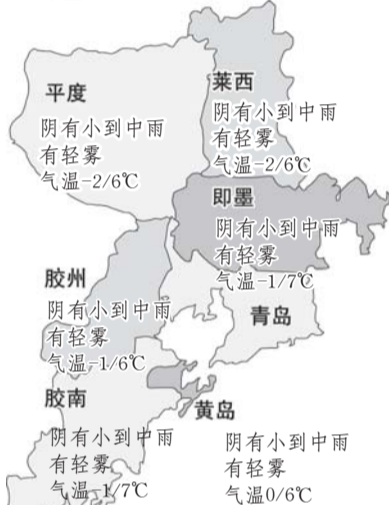 平度
阴有小到中雨
有轻雾
气温-2/6℃
莱西
阴有小到中雨
有轻雾
气温-2/6℃
即墨
阴有小到中雨
有轻雾
气温-1/7℃
胶州
阴有小到中雨
有轻雾
气温-1/6℃
青岛
胶南
阴有小到中雨
有轻雾
气温-1/7℃
黄岛
阴有小到中雨
有轻雾
气温0/6℃